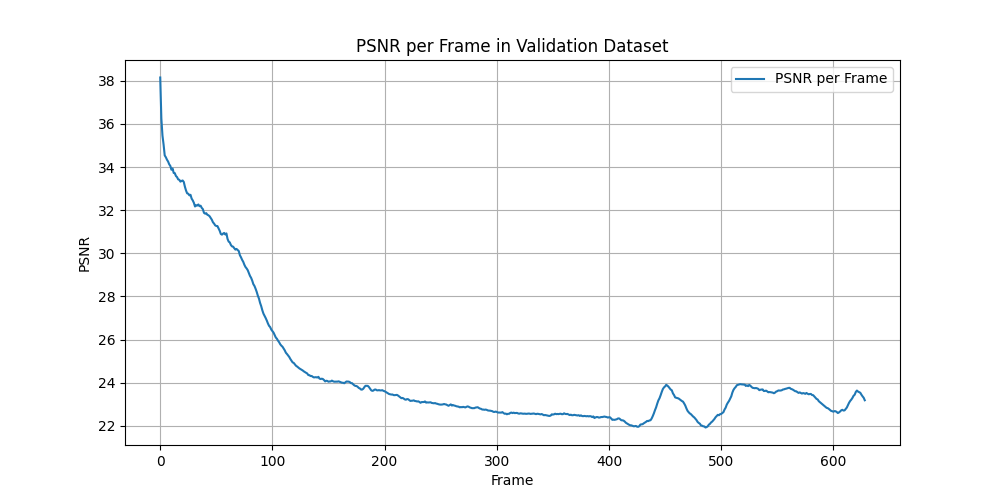 PSNR per Frame in Validation Dataset
PSNR per Frame
PSNR
38
36
34
32
30
28
26
24
22
0 100 200 300 400 500 600
Frame